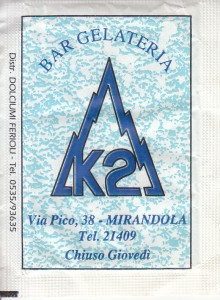 BAR GELATERIA
K2
Via Pico, 38 - MIRANDOLA
Tel. 21409
Chiuso Giovedì
Distr. DOLCIUMI FERIOLI - Tel. 0535/93635